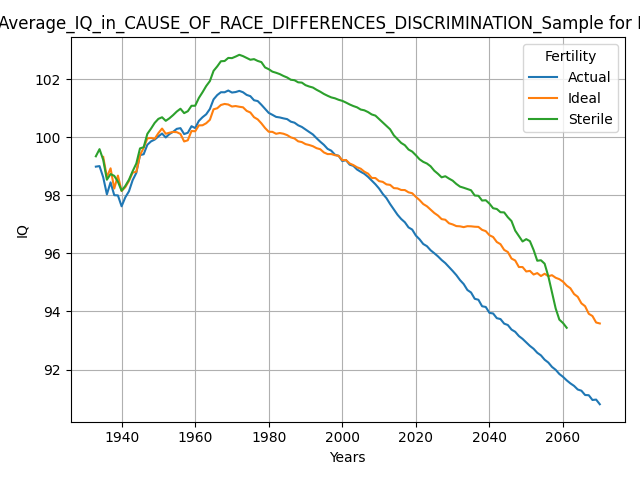 Average_IQ_in_CAUSE_OF_RACE_DIFFERENCES_DISCRIMINATION_Sample for
Fertility
Actual
Ideal
Sterile
102
100
98
96
94
92
IQ
1940 1960 1980 2000 2020 2040 2060
Years